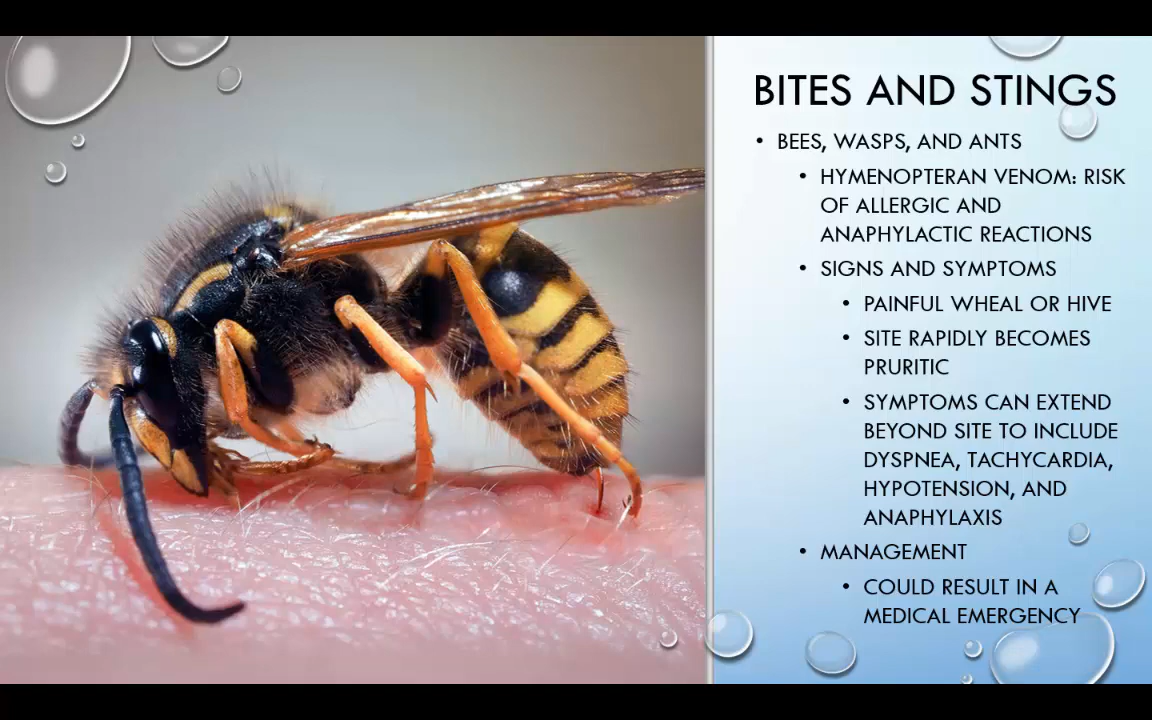 BITES AND STINGS
• BEES, WASPS, AND ANTS
• HYMENOPTERAN VENOM: RISK
OF ALLERGIC AND
ANAPHYLACTIC REACTIONS
• SIGNS AND SYMPTOMS
• PAINFUL WHEAL OR HIVE
• SITE RAPIDLY BECOMES
PRURITIC
• SYMPTOMS CAN EXTEND
BEYOND SITE TO INCLUDE
DYSPNEA, TACHYCARDIA,
HYPOTENSION, AND
ANAPHYLAXIS
• MANAGEMENT
• COULD RESULT IN A
MEDICAL EMERGENCY